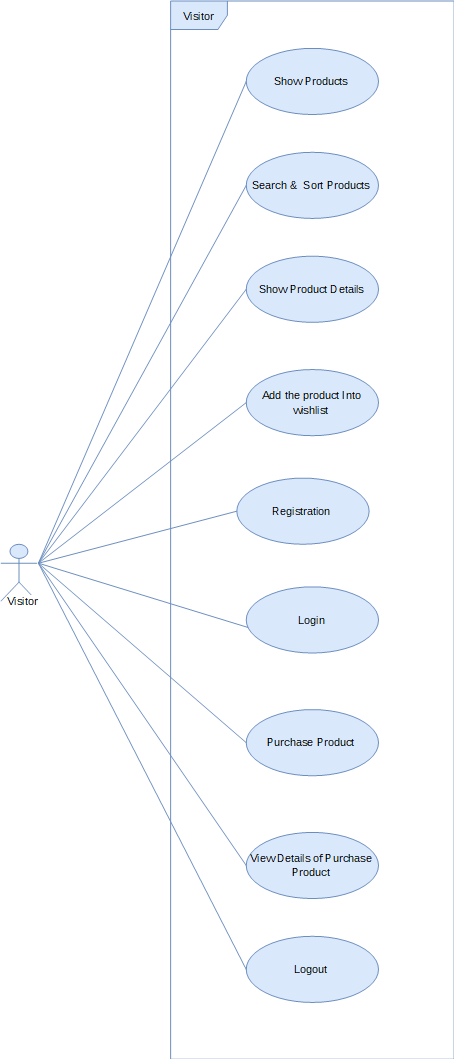 Visitor
Show Products
Search & Sort Products
Show Product Details
Add the product Into
wishlist
Registration
Login
Visitor
Purchase Product
View Details of Purchase
Product
Logout